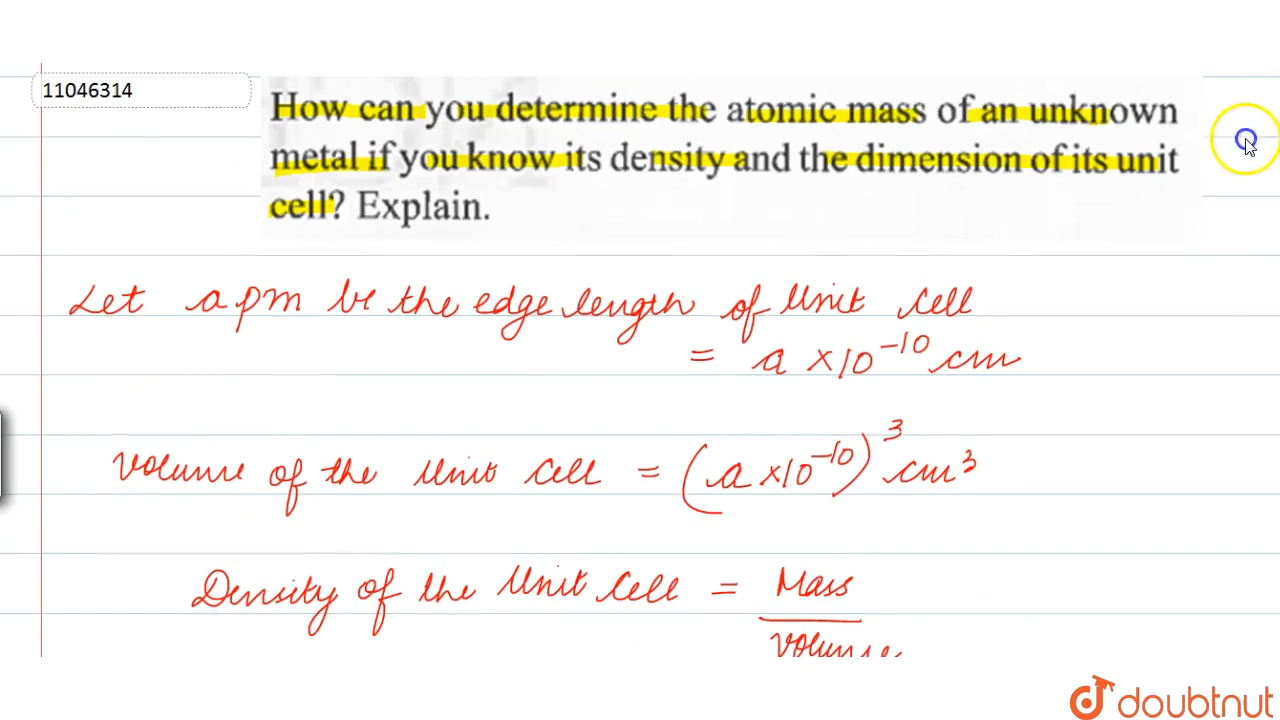 11046314
How can you determine the atomic mass of an unknown
metal if you know its density and the dimension of its unit
cell? Explain.
Let a pm be the edge length of Unit Cell
= a ×10⁻¹⁰ cm
Volume of the Unit Cell = (a ×10⁻¹⁰)³ cm³
Density of the Unit Cell = Mass
Volume
doubtnut